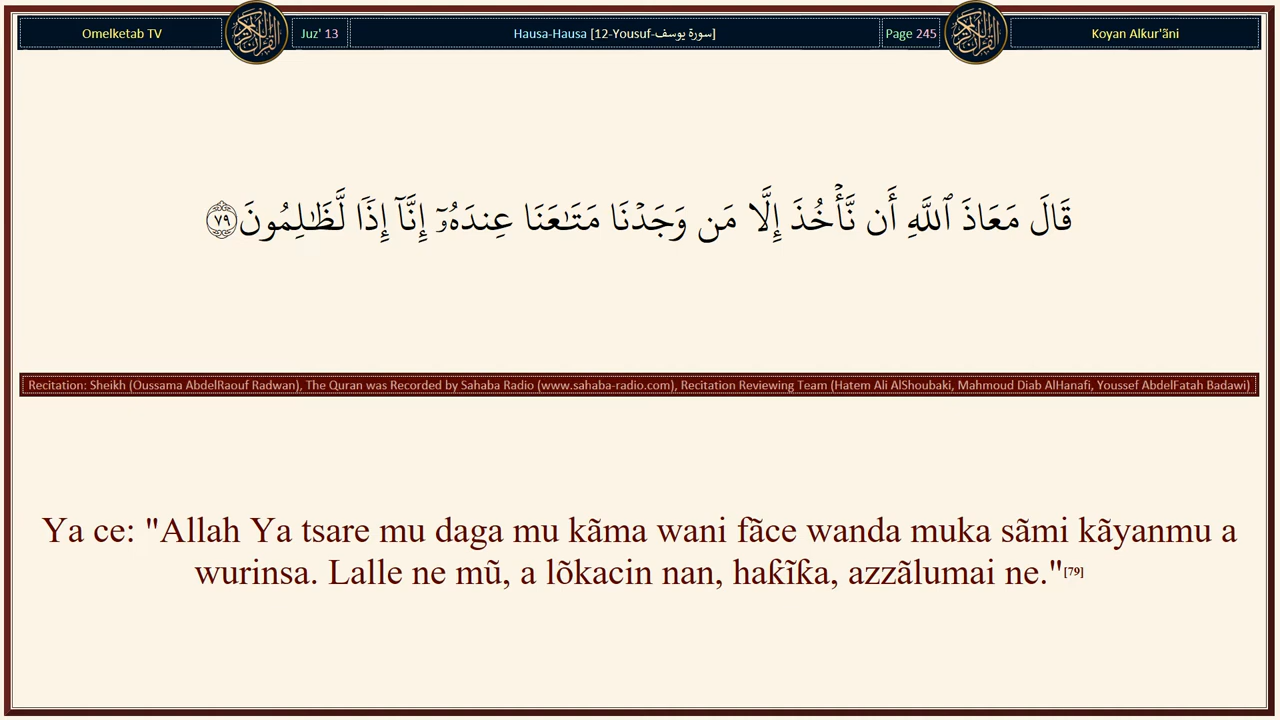 Omelketab TV
Juz' 13
Hausa-Hausa [12-Yousuf-سورة يوسف]
Page 245
Koyan Alƙur'ãni
قَالَ مَعَاذَ ٱللَّهِ أَن نَّأۡخُذَ إِلَّا مَن وَجَدۡنَا مَتَٰعَنَا عِندَهُۥٓ إِنَّآ إِذٗا لَّظَٰلِمُونَ ٧٩
Recitation: Sheikh (Oussama AbdelRaouf Radwan), The Quran was Recorded by Sahaba Radio (www.sahaba-radio.com), Recitation Reviewing Team (Hatem Ali AlShoubaki, Mahmoud Diab AlHanafi, Youssef AbdelFatah Badawi)
Ya ce: "Allah Ya tsare mu daga mu kãma wani fãce wanda muka sãmi kãyanmu a
wurinsa. Lalle ne mũ, a lõkacin nan, haƙĩƙa, azzãlumai ne."[79]